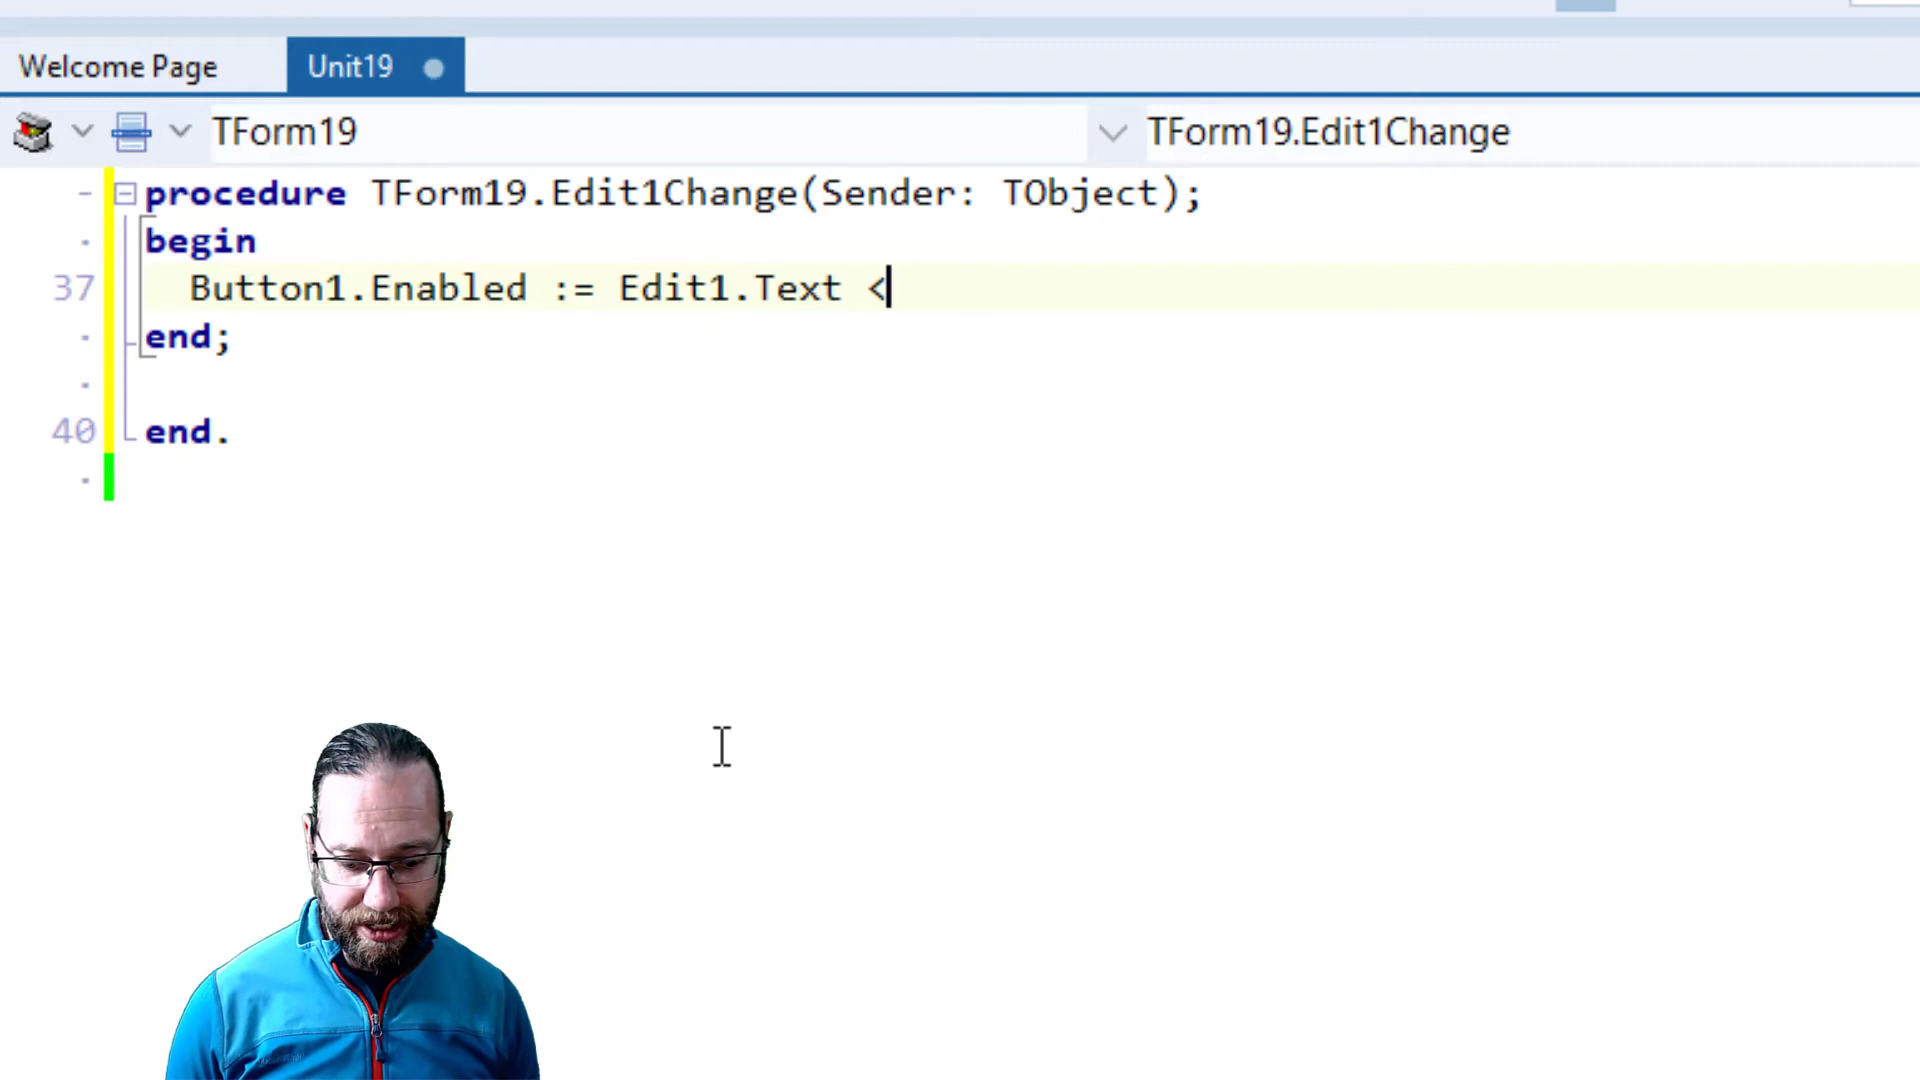 Welcome Page Unit19
TForm19 TForm19.Edit1Change
procedure TForm19.Edit1Change(Sender: TObject);
begin
37 Button1.Enabled := Edit1.Text <
end;
40 end.